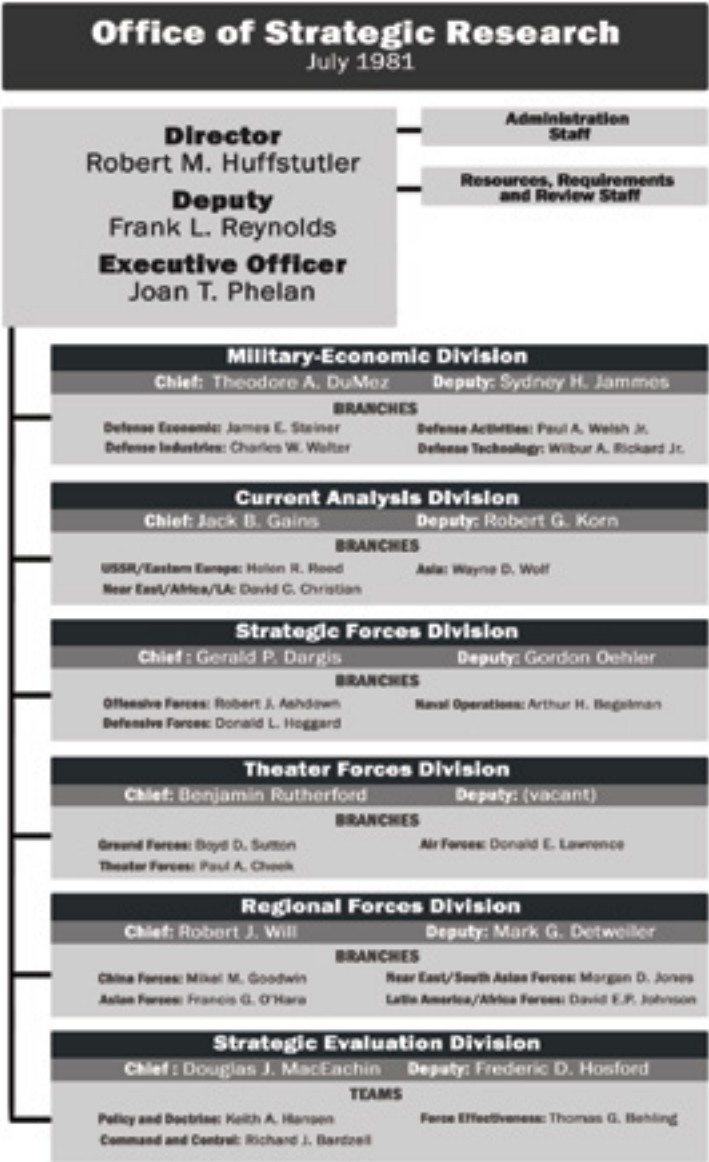 Office of Strategic Research
July 1981
Director
Robert M. Huffstutler
Deputy
Frank L. Reynolds
Executive Officer
Joan T. Phelan
Administration
Staff
Resources, Requirements
and Review Staff
Military-Economic Division
Chief: Theodore A. DuMez Deputy: Sydney H. Jammes
BRANCHES
Defense Economic: James E. Steiner Defense Activities: Paul A. Welsh Jr.
Defense Industries: Charles W. Walter Defense Technology: Wilbur A. Rickard Jr.
Current Analysis Division
Chief: Jack B. Gains Deputy: Robert G. Korn
BRANCHES
USSR/Eastern Europe: Helen R. Reed Asia: Wayne D. Wolf
Near East/Africa/LA: David C. Christian
Strategic Forces Division
Chief : Gerald P. Dargis Deputy: Gordon Oehler
BRANCHES
Offensive Forces: Robert J. Ashdown Naval Operations: Arthur H. Begelman
Defensive Forces: Donald L. Hoggard
Theater Forces Division
Chief: Benjamin Rutherford Deputy: (vacant)
BRANCHES
Ground Forces: Boyd D. Sutton Air Forces: Donald E. Lawrence
Theater Forces: Paul A. Cheek
Regional Forces Division
Chief: Robert J. Will Deputy: Mark G. Detweiler
BRANCHES
China Forces: Mikel M. Goodwin Near East/South Asian Forces: Morgan D. Jones
Asian Forces: Francis G. O'Hara Latin America/Africa Forces: David E.P. Johnson
Strategic Evaluation Division
Chief : Douglas J. MacEachin Deputy: Frederic D. Hosford
TEAMS
Policy and Doctrine: Keith A. Hansen Force Effectiveness: Thomas G. Behling
Command and Control: Richard J. Bardzell